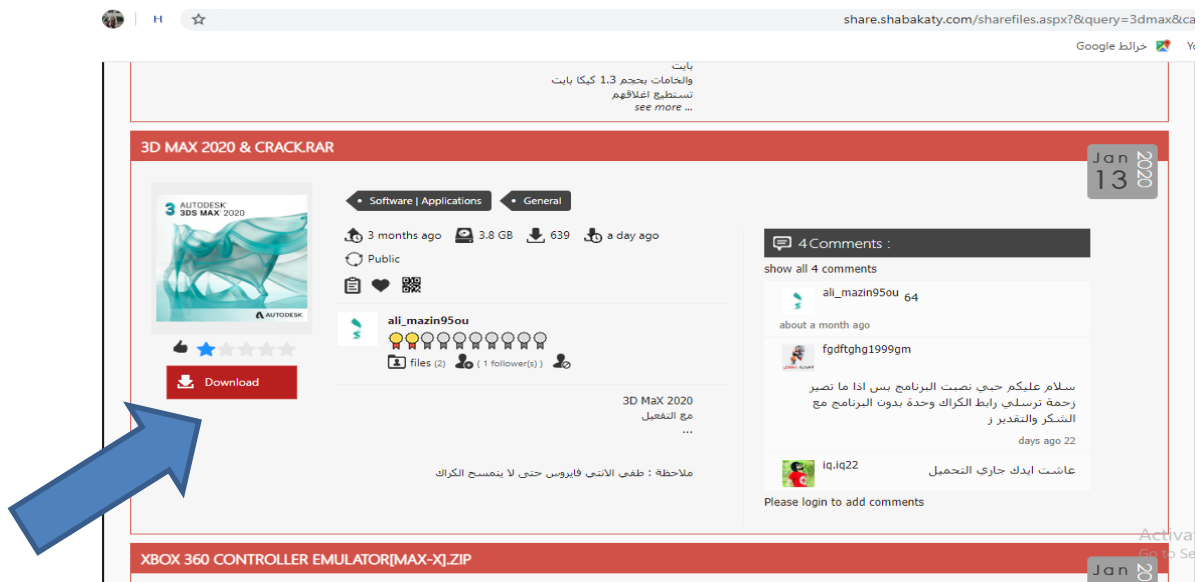 H
share.shabakaty.com/sharefiles.aspx?&query=3dmax&ca
خرائط Google
بايت
والخامات بحجم 1.3 كيكا بايت
تستطيع اغلاقهم
see more ...
3D MAX 2020 & CRACK.RAR
Jan 13 2020
3 AUTODESK® 3DS MAX® 2020
AUTODESK
Software | Applications
General
3 months ago 3.8 GB 639 a day ago
Public
ali_mazin95ou
files (2) ( 1 follower(s) )
Download
3D MaX 2020
مع التفعيل
...
ملاحظة : طفي الانتي فايروس حتى لا ينمسح الكراك
4 Comments :
show all 4 comments
ali_mazin95ou 64
about a month ago
fgdftghg1999gm
سلام عليكم حبي نصبت البرنامج بس اذا ما تصير
زحمة ترسلي رابط الكراك وحدة بدون البرنامج مع
الشكر والتقدير ز
days ago 22
iq.iq22
عاشت ايدك جاري التحميل
Please login to add comments
XBOX 360 CONTROLLER EMULATOR[MAX-X].ZIP
Jan